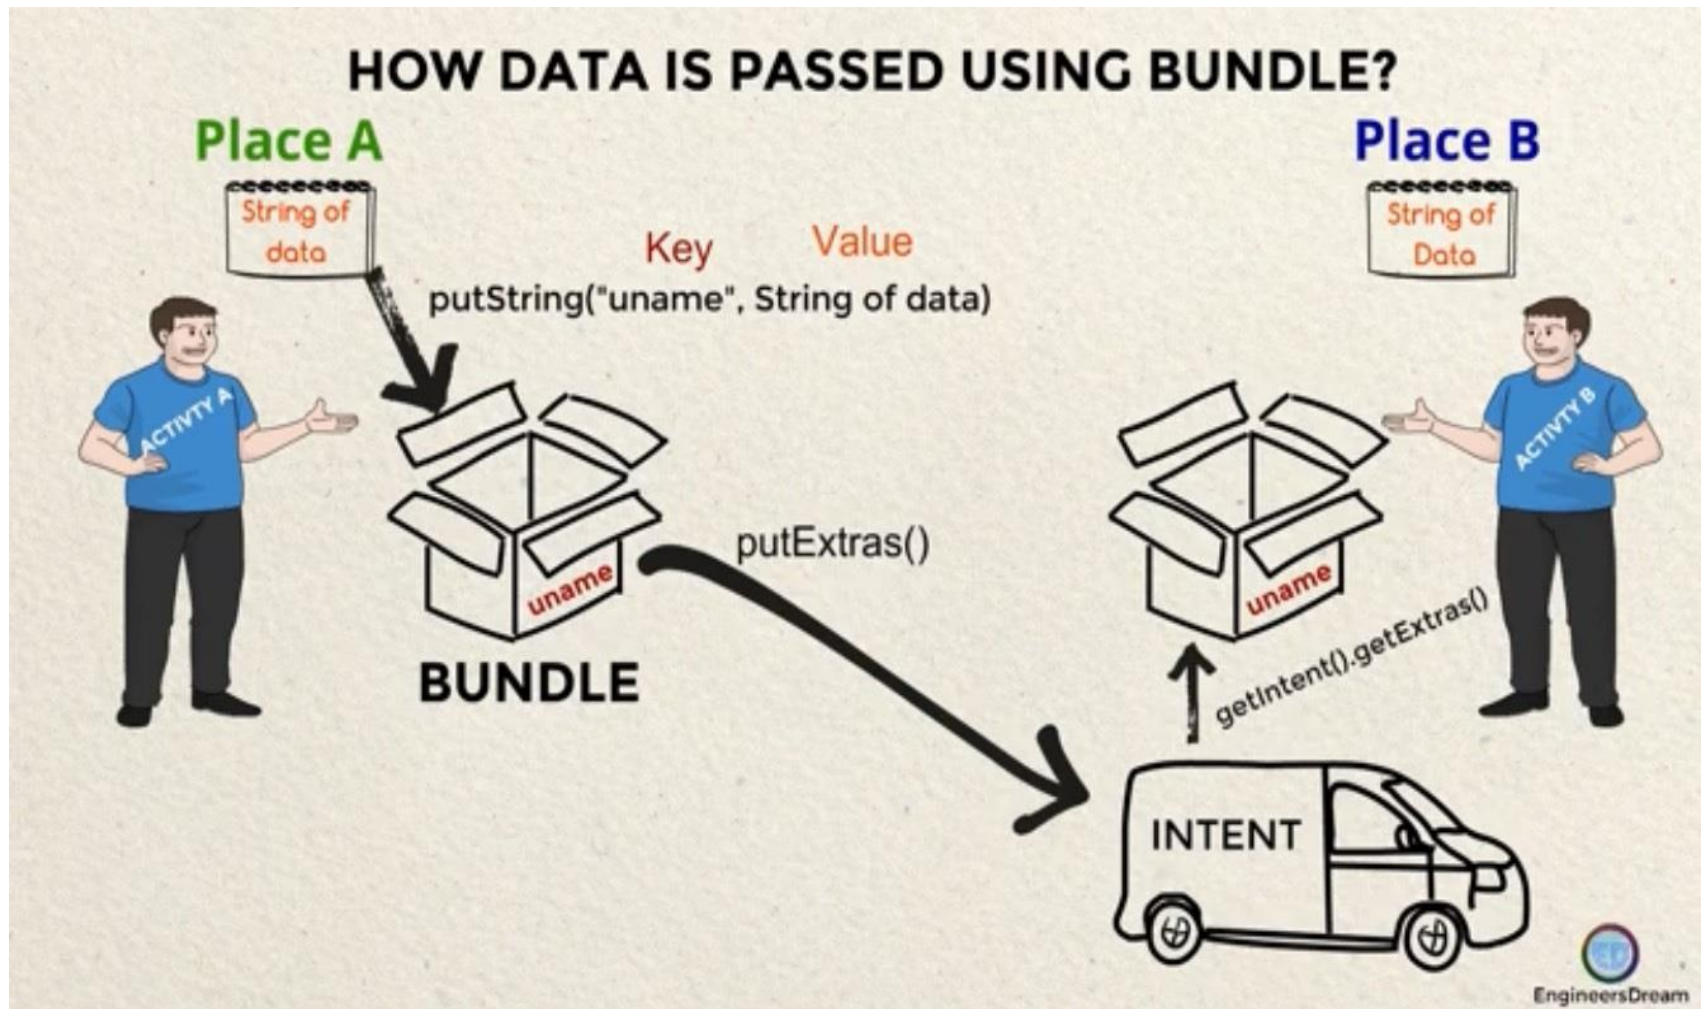 HOW DATA IS PASSED USING BUNDLE?
Place A
String of
data
Key
Value
putString("uname", String of data)
ACTIVTY A
uname
BUNDLE
putExtras()
Place B
String of
Data
ACTIVTY B
uname
getIntent().getExtras()
INTENT
EngineersDream